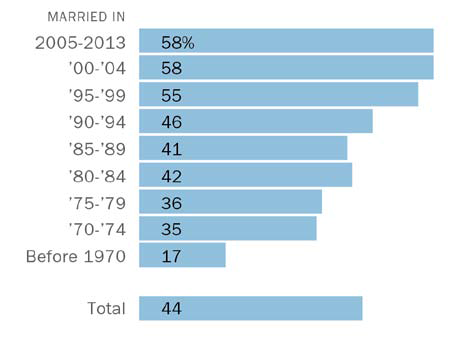 MARRIED IN
2005-2013 58%
’00-’04 58
’95-’99 55
’90-’94 46
’85-’89 41
’80-’84 42
’75-’79 36
’70-’74 35
Before 1970 17
Total 44